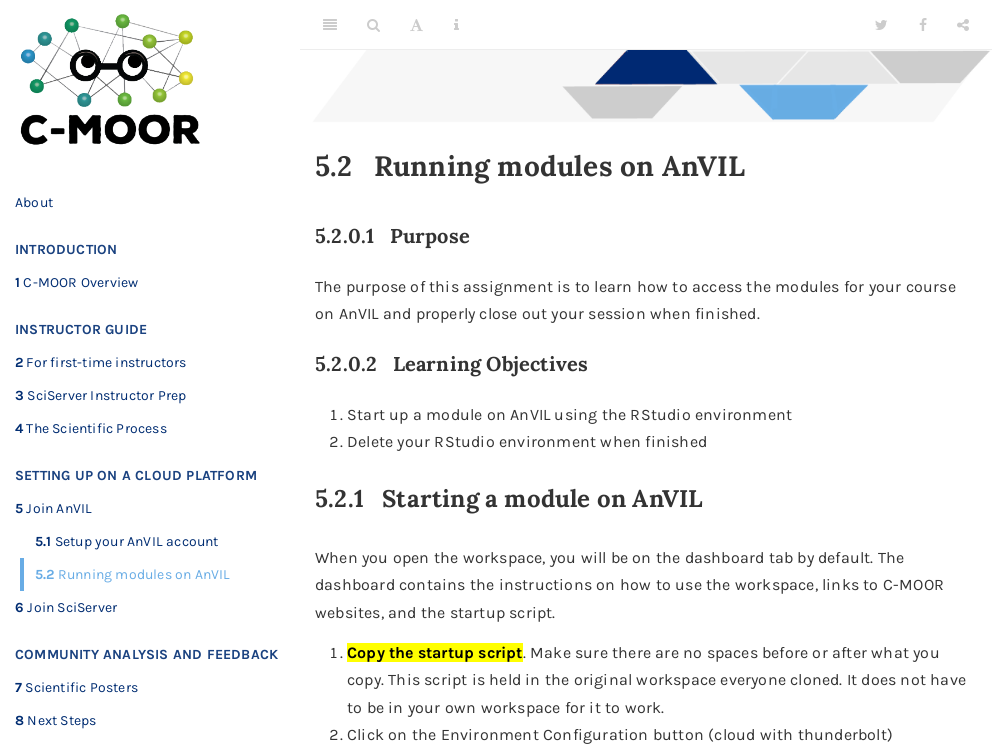 C-MOOR
About
INTRODUCTION
1 C-MOOR Overview
INSTRUCTOR GUIDE
2 For first-time instructors
3 SciServer Instructor Prep
4 The Scientific Process
SETTING UP ON A CLOUD PLATFORM
5 Join AnVIL
5.1 Setup your AnVIL account
5.2 Running modules on AnVIL
6 Join SciServer
COMMUNITY ANALYSIS AND FEEDBACK
7 Scientific Posters
8 Next Steps
5.2 Running modules on AnVIL
5.2.0.1 Purpose
The purpose of this assignment is to learn how to access the modules for your course
on AnVIL and properly close out your session when finished.
5.2.0.2 Learning Objectives
1. Start up a module on AnVIL using the RStudio environment
2. Delete your RStudio environment when finished
5.2.1 Starting a module on AnVIL
When you open the workspace, you will be on the dashboard tab by default. The
dashboard contains the instructions on how to use the workspace, links to C-MOOR
websites, and the startup script.
1. Copy the startup script. Make sure there are no spaces before or after what you
copy. This script is held in the original workspace everyone cloned. It does not have
to be in your own workspace for it to work.
2. Click on the Environment Configuration button (cloud with thunderbolt)